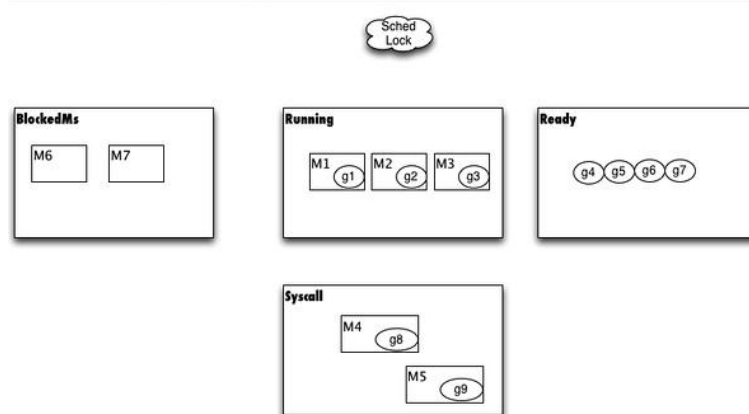 Sched
Lock
BlockedMs
M6
M7
Running
M1
g1
M2
g2
M3
g3
Ready
g4
g5
g6
g7
Syscall
M4
g8
M5
g9